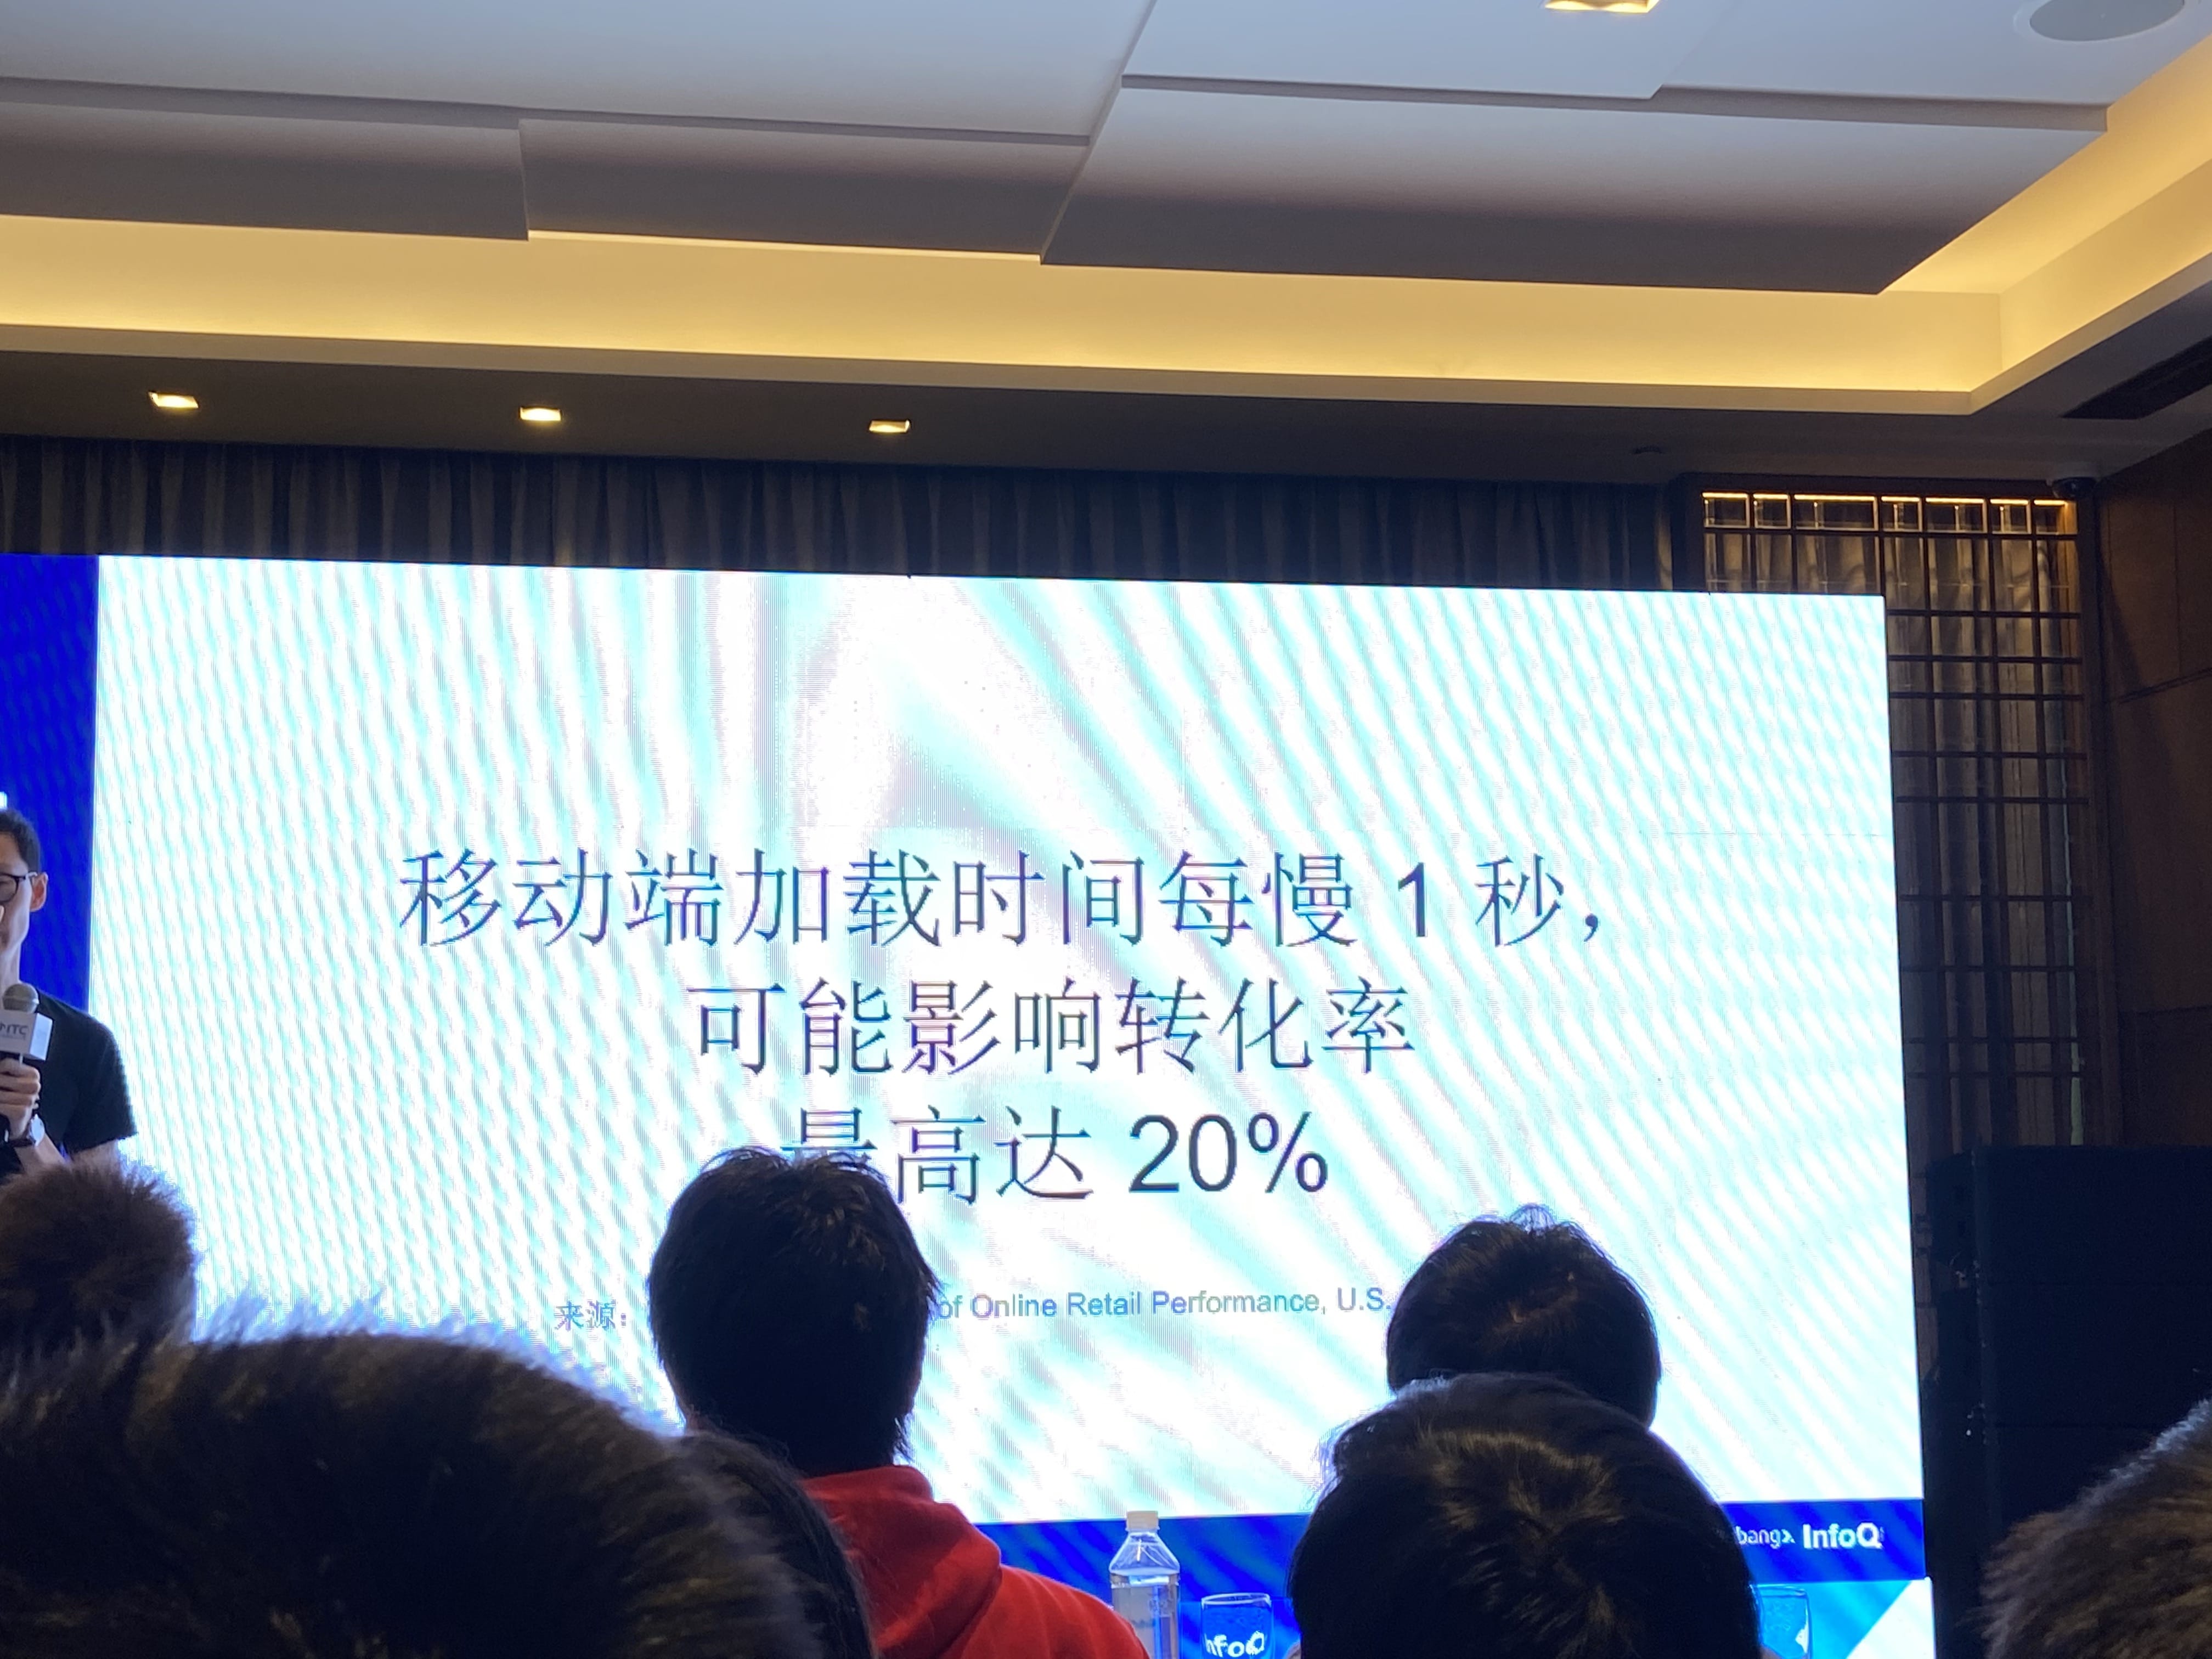 移动端加载时间每慢 1 秒，
可能影响转化率
最高达 20%
来源：
of Online Retail Performance, U.S.
InfoQ